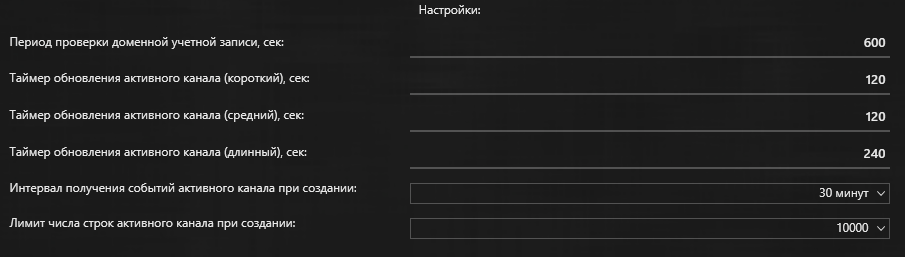 Настройки:
Период проверки доменной учетной записи, сек: 600
Таймер обновления активного канала (короткий), сек: 120
Таймер обновления активного канала (средний), сек: 120
Таймер обновления активного канала (длинный), сек: 240
Интервал получения событий активного канала при создании: 30 минут
Лимит числа строк активного канала при создании: 10000